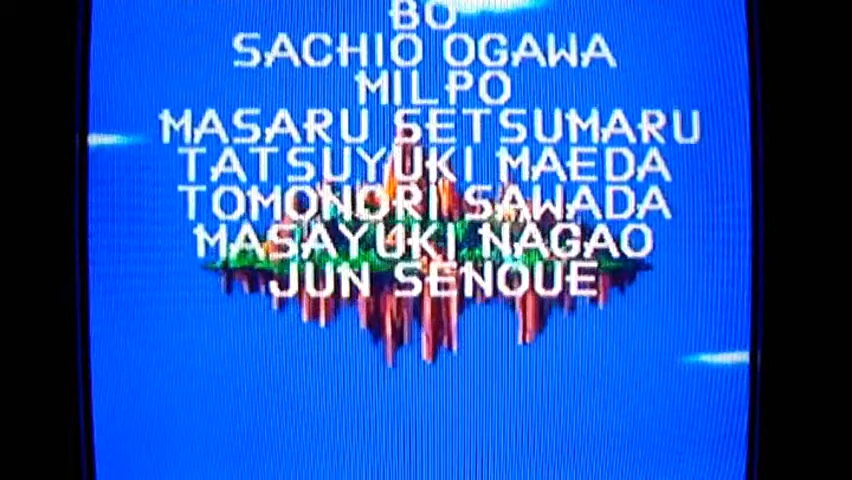 BO
SACHIO OGAWA
MILPO
MASARU SETSUMARU
TATSUYUKI MAEDA
TOMONORI SAWADA
MASAYUKI NAGAO
JUN SENOUE